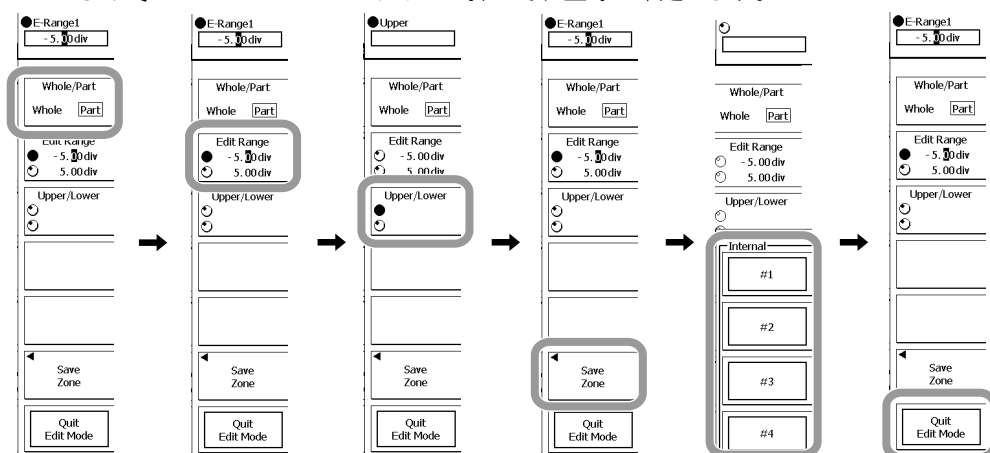 E-Range1
-5.00div
Whole/Part
Whole Part
Edit Range
-5.00div
5.00div
Upper/Lower
Save
Zone
Quit
Edit Mode
E-Range1
-5.00div
Whole/Part
Whole Part
Edit Range
-5.00div
5.00div
Upper/Lower
Save
Zone
Quit
Edit Mode
Upper
Whole/Part
Whole Part
Edit Range
-5.00div
5.00div
Upper/Lower
Save
Zone
Quit
Edit Mode
E-Range1
-5.00div
Whole/Part
Whole Part
Edit Range
-5.00div
5.00div
Upper/Lower
Save
Zone
Quit
Edit Mode
Whole/Part
Whole Part
Edit Range
-5.00div
5.00div
Upper/Lower
Internal
#1
#2
#3
#4
E-Range1
-5.00div
Whole/Part
Whole Part
Edit Range
-5.00div
5.00div
Upper/Lower
Save
Zone
Quit
Edit Mode